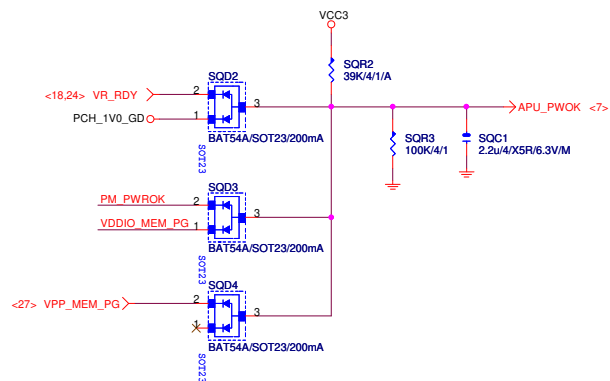 VCC3
SQR2
39K/4/1/A
SQD2
<18,24> VR_RDY
2
3
PCH_1V0_GD
1
APU_PWOK <7>
BAT54A/SOT23/200mA
SOT23
SQR3
100K/4/1
SQC1
2.2u/4/X5R/6.3V/M
SQD3
PM_PWROK
2
3
VDDIO_MEM_PG
1
BAT54A/SOT23/200mA
SOT23
SQD4
<27> VPP_MEM_PG
2
3
1
BAT54A/SOT23/200mA
SOT23